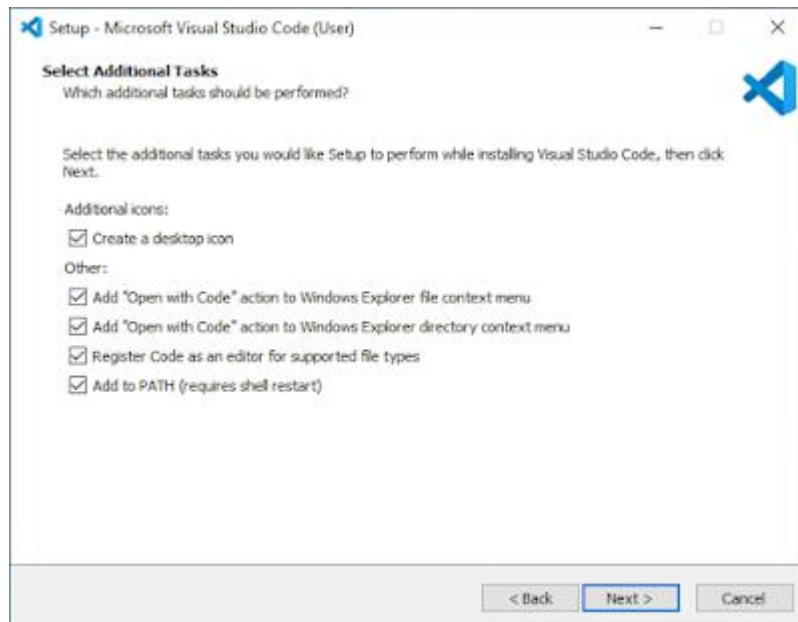 Setup - Microsoft Visual Studio Code (User)
Select Additional Tasks
Which additional tasks should be performed?
Select the additional tasks you would like Setup to perform while installing Visual Studio Code, then click
Next.
Additional icons:
Create a desktop icon
Other:
Add "Open with Code" action to Windows Explorer file context menu
Add "Open with Code" action to Windows Explorer directory context menu
Register Code as an editor for supported file types
Add to PATH (requires shell restart)
< Back Next > Cancel